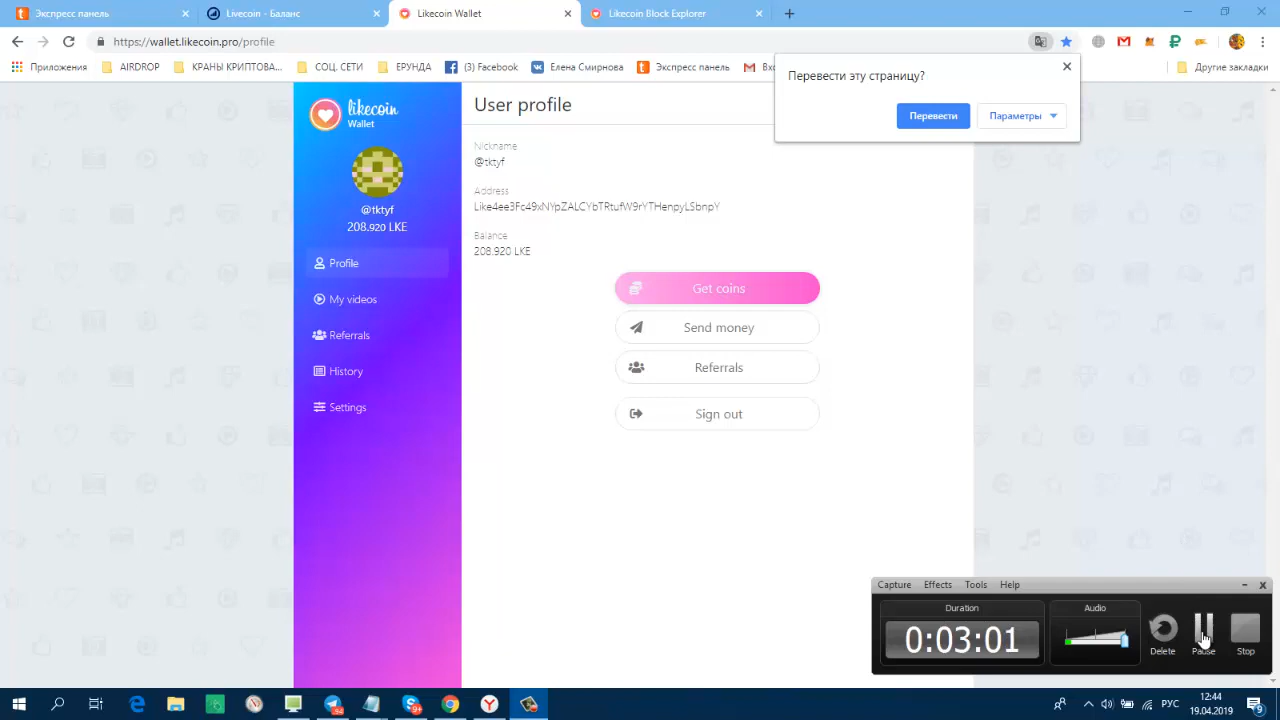 Экспресс панель
Livecoin - Баланс
Likecoin Wallet
Likecoin Block Explorer
https://wallet.likecoin.pro/profile
Приложения
AIRDROP
КРАНЫ КРИПТОВА...
СОЦ. СЕТИ
ЕРУНДА
(3) Facebook
Елена Смирнова
Экспресс панель
Вхо
Другие закладки
Перевести эту страницу?
Перевести
Параметры
likecoin
Wallet
@tktyf
208.920 LKE
Profile
My videos
Referrals
History
Settings
User profile
Nickname
@tktyf
Address
Like4ee3Fc49xNYpZALCYbTRtufW9rYTHenpyLSbnpY
Balance
208.920 LKE
Get coins
Send money
Referrals
Sign out
Capture Effects Tools Help
Duration
0:03:01
Audio
Delete
Pause
Stop
9+
РУС
12:44
19.04.2019
9